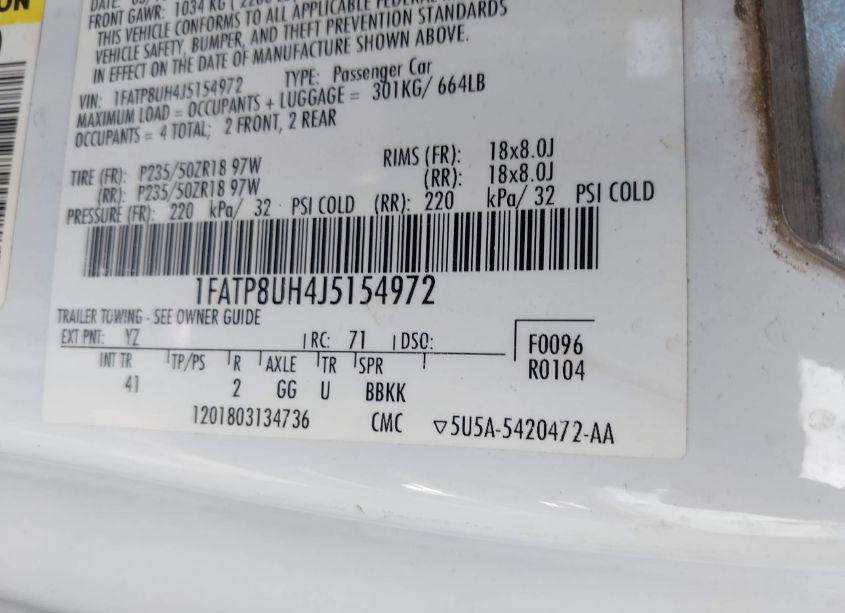 ON
FRONT GAWR: 1034 KG
THIS VEHICLE CONFORMS TO ALL APPLICABLE FEDERAL
VEHICLE SAFETY, BUMPER, AND THEFT PREVENTION STANDARDS
IN EFFECT ON THE DATE OF MANUFACTURE SHOWN ABOVE.
VIN: 1FATP8UH4J5154972 TYPE: Passenger Car
MAXIMUM LOAD = OCCUPANTS + LUGGAGE = 301KG/ 664LB
OCCUPANTS = 4 TOTAL; 2 FRONT, 2 REAR
TIRE (FR): P235/50ZR18 97W RIMS (FR): 18x8.0J
(RR): P235/50ZR18 97W (RR): 18x8.0J
PRESSURE (FR): 220 kPa/ 32 PSI COLD (RR): 220 kPa/ 32 PSI COLD
1FATP8UH4J5154972
TRAILER TOWING - SEE OWNER GUIDE
EXT PNT: YZ RC: 71 DSO: F0096
INT TR TP/PS R AXLE TR SPR R0104
41 2 GG U BBKK
1201803134736 CMC ▽5U5A-5420472-AA